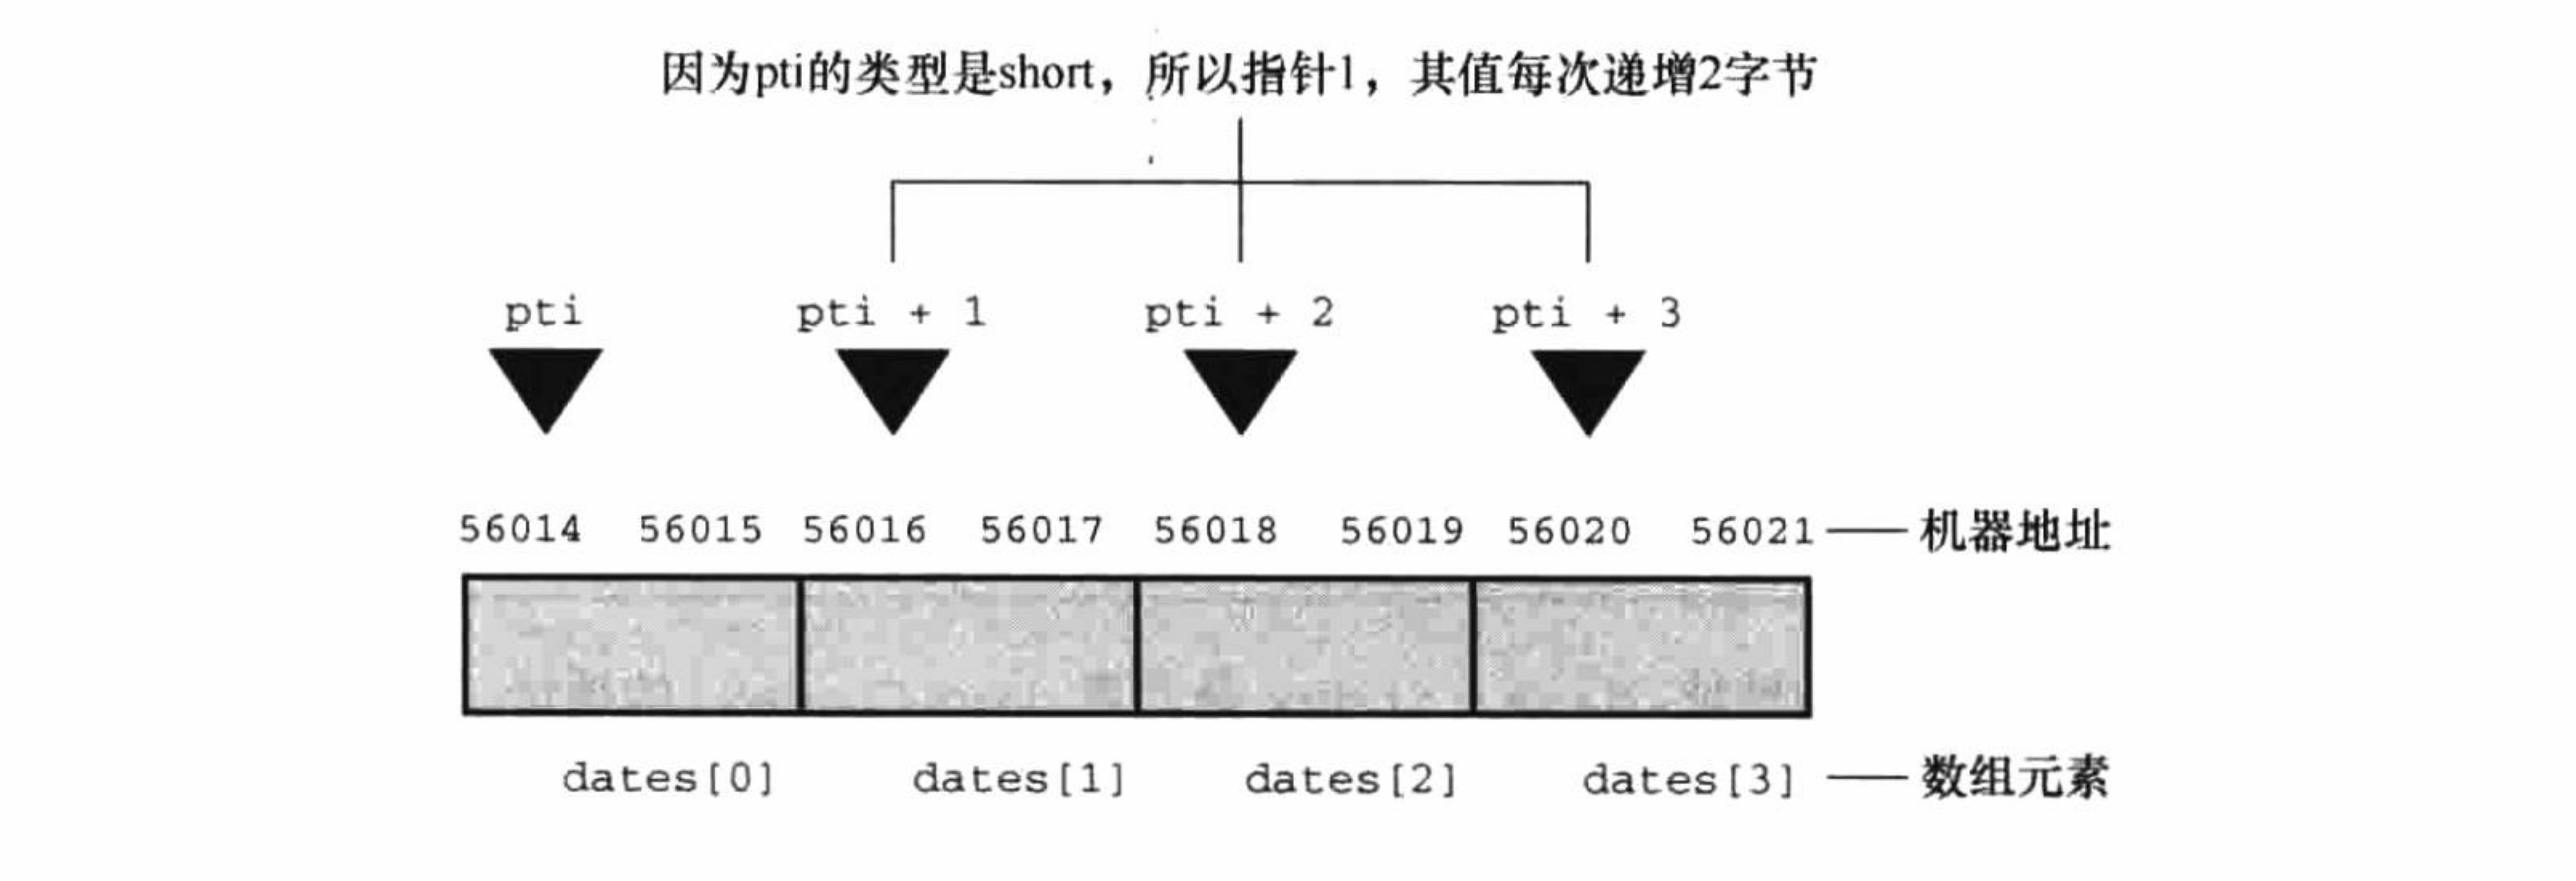 因为pti的类型是short，所以指针1，其值每次递增2字节
pti pti + 1 pti + 2 pti + 3
56014 56015 56016 56017 56018 56019 56020 56021 机器地址
dates[0] dates[1] dates[2] dates[3] 数组元素